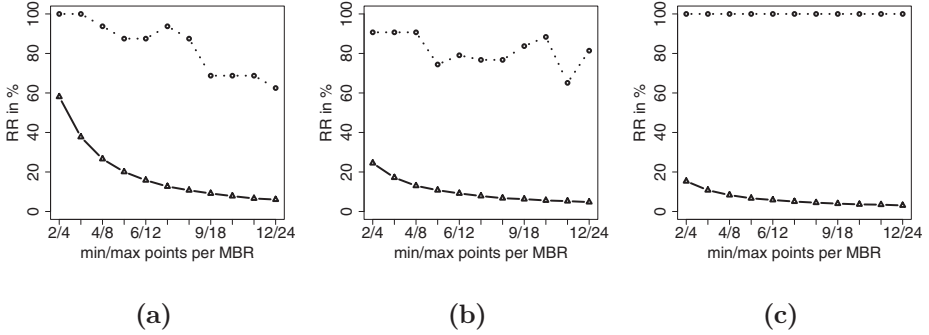 RR in %
0 20 40 60 80 100
2/4 4/8 6/12 9/18 12/24
min/max points per MBR
(a)
RR in %
0 20 40 60 80 100
2/4 4/8 6/12 9/18 12/24
min/max points per MBR
(b)
RR in %
0 20 40 60 80 100
2/4 4/8 6/12 9/18 12/24
min/max points per MBR
(c)